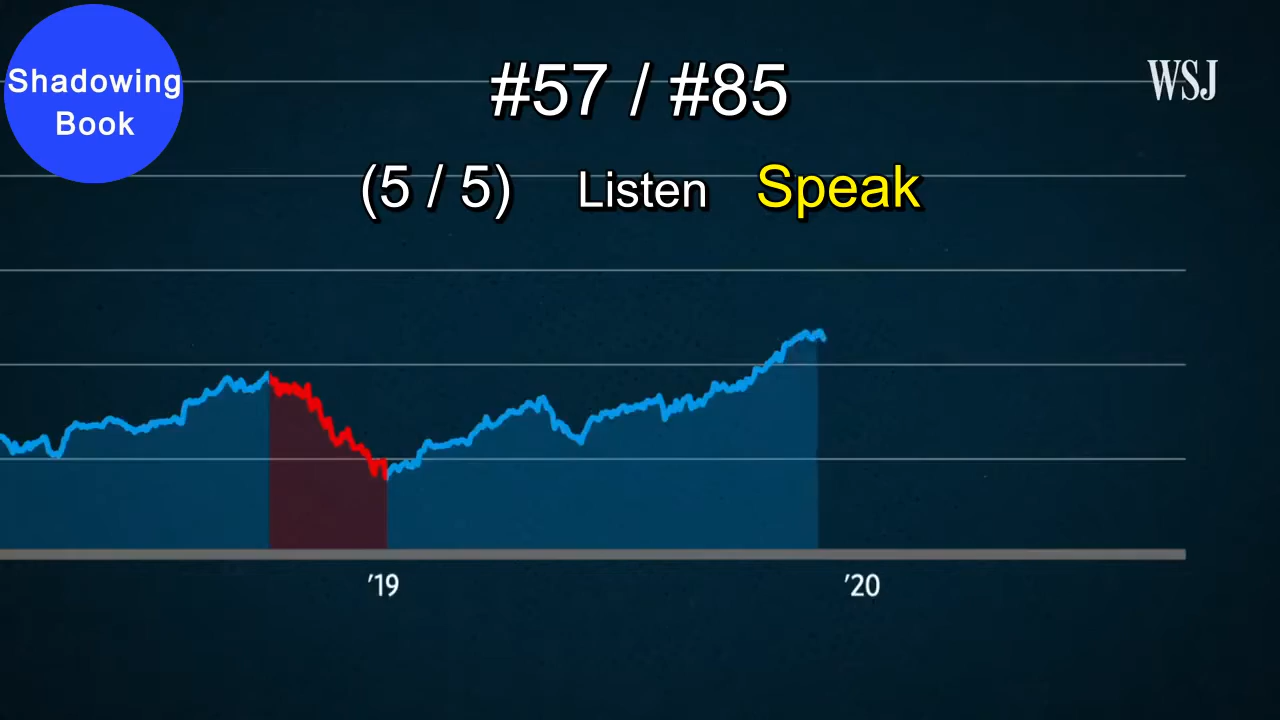 Shadowing
Book
#57 / #85
WSJ
(5 / 5) Listen Speak
'19
'20